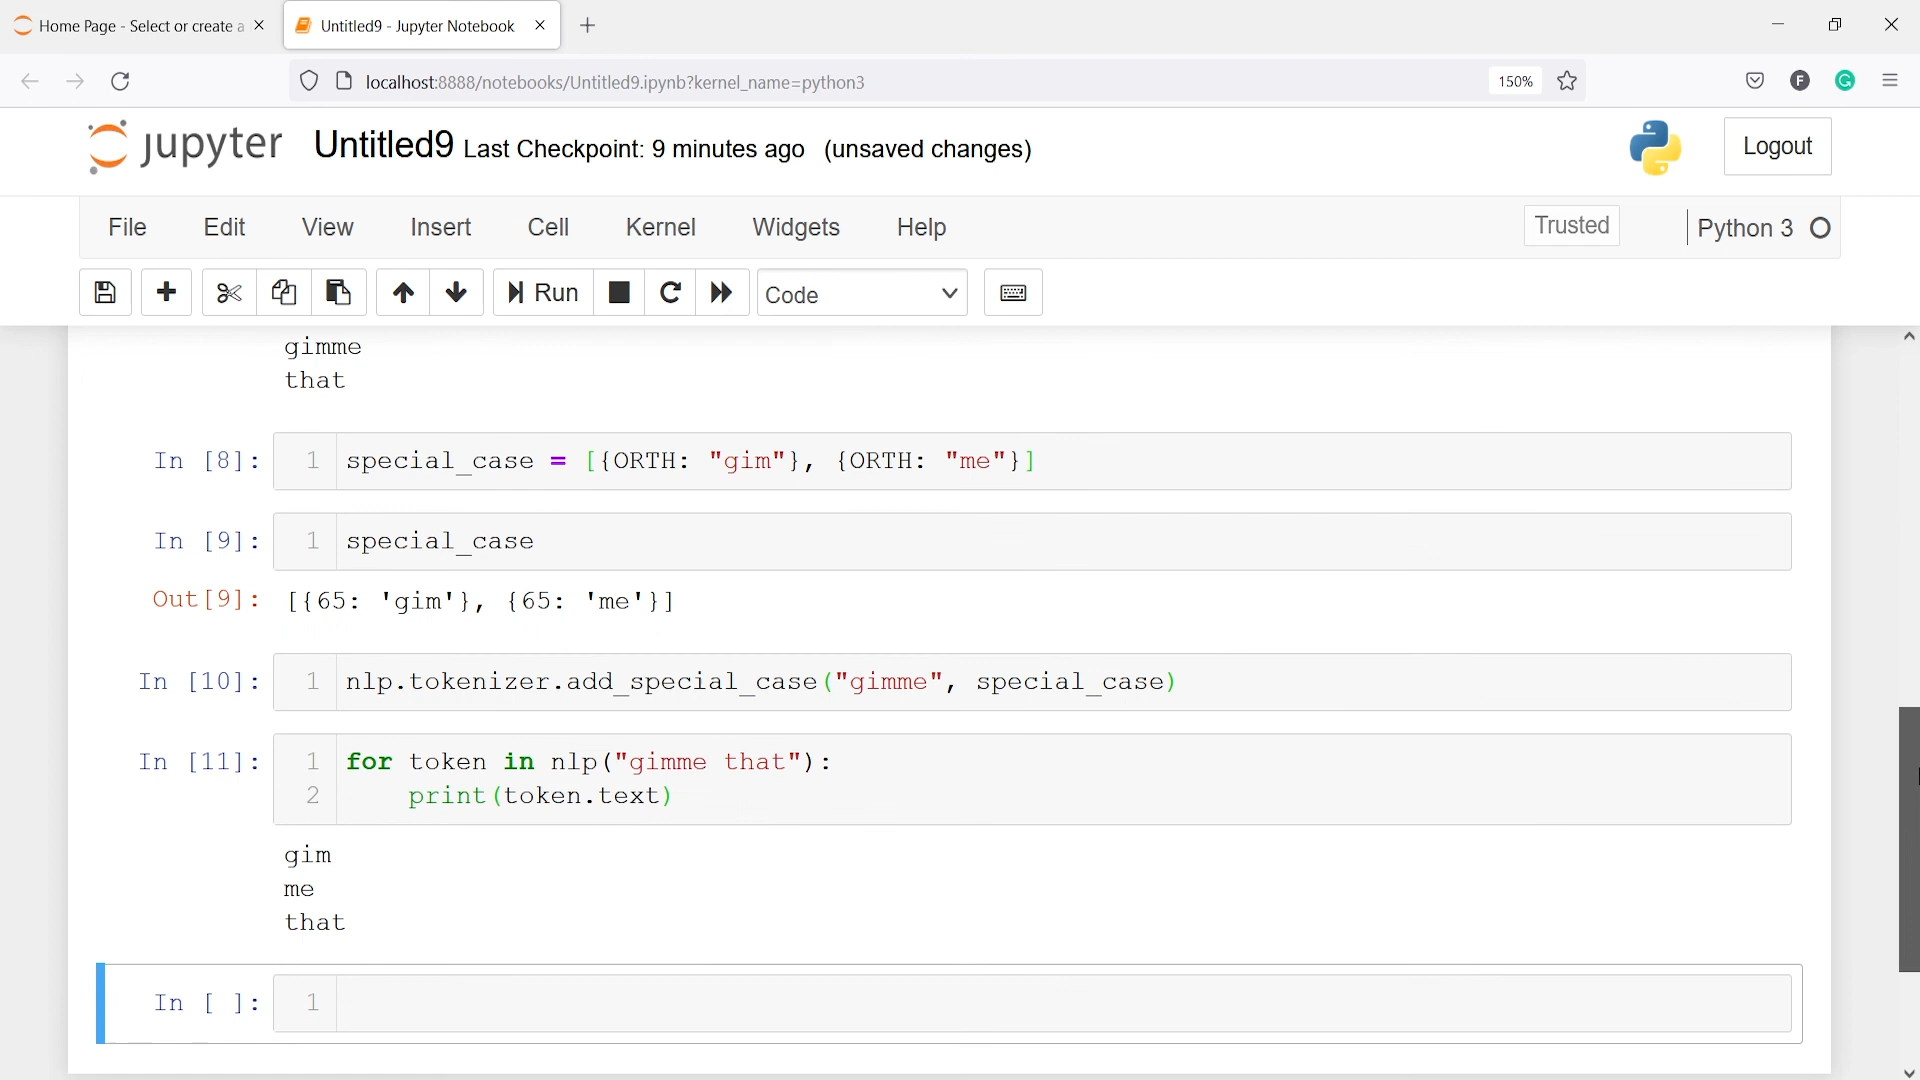 Home Page - Select or create a
Untitled9 - Jupyter Notebook
localhost:8888/notebooks/Untitled9.ipynb?kernel_name=python3
150%
F
G
jupyter Untitled9 Last Checkpoint: 9 minutes ago (unsaved changes)
Logout
File Edit View Insert Cell Kernel Widgets Help
Trusted
Python 3
Run
Code
gimme
that
In [8]: 1 special_case = [{ORTH: "gim"}, {ORTH: "me"}]
In [9]: 1 special_case
Out[9]: [{65: 'gim'}, {65: 'me'}]
In [10]: 1 nlp.tokenizer.add_special_case("gimme", special_case)
In [11]: 1 for token in nlp("gimme that"):
2 print(token.text)
gim
me
that
In [ ]: 1